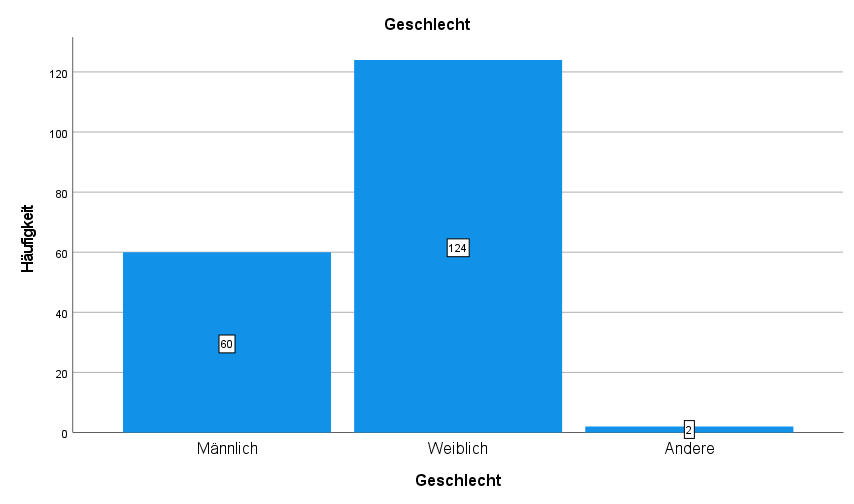 Geschlecht
Häufigkeit
120
100
80
60
40
20
0
60
124
2
Männlich
Weiblich
Andere
Geschlecht